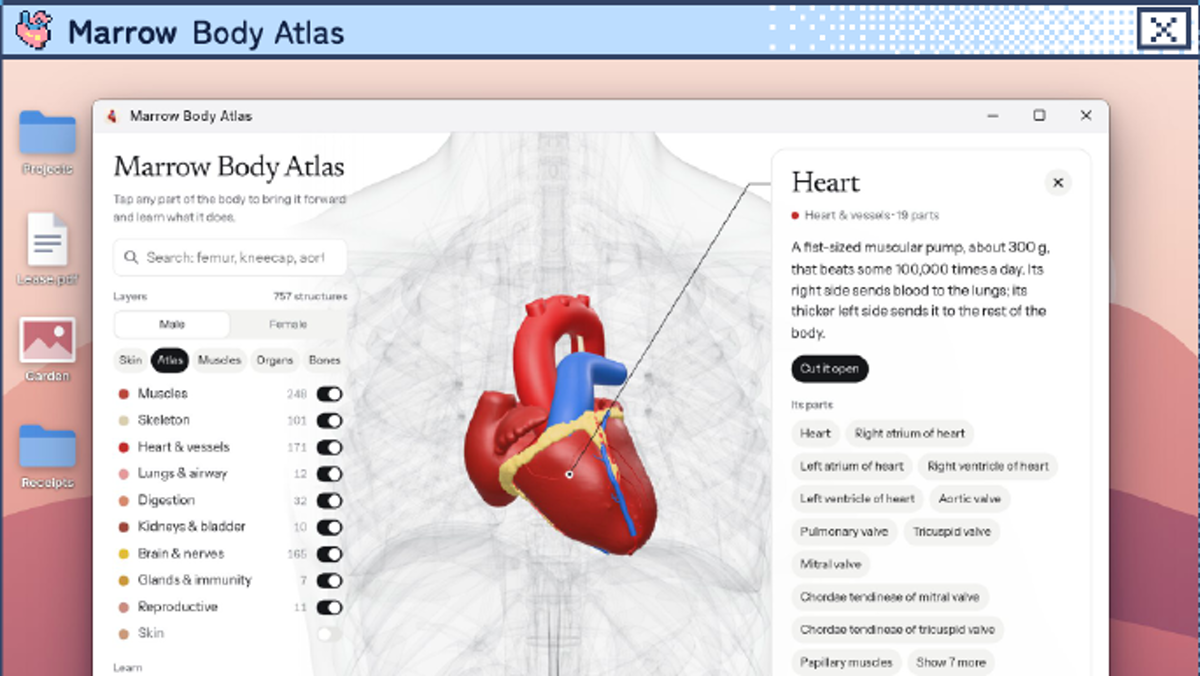 Marrow Body Atlas
Projects
Lease.pdf
Garden
Receipts
Marrow Body Atlas
Marrow Body Atlas
Tap any part of the body to bring it forward
and learn what it does.
Search: femur, kneecap, aort
Layers 757 structures
Male Female
Skin Atlas Muscles Organs Bones
Muscles 248
Skeleton 101
Heart & vessels 171
Lungs & airway 12
Digestion 32
Kidneys & bladder 10
Brain & nerves 165
Glands & immunity 7
Reproductive 11
Skin
Learn
Heart
Heart & vessels · 19 parts
A fist-sized muscular pump, about 300 g,
that beats some 100,000 times a day. Its
right side sends blood to the lungs; its
thicker left side sends it to the rest of the
body.
Cut it open
Its parts
Heart Right atrium of heart
Left atrium of heart Right ventricle of heart
Left ventricle of heart Aortic valve
Pulmonary valve Tricuspid valve
Mitral valve
Chordae tendineae of mitral valve
Chordae tendineae of tricuspid valve
Papillary muscles Show 7 more